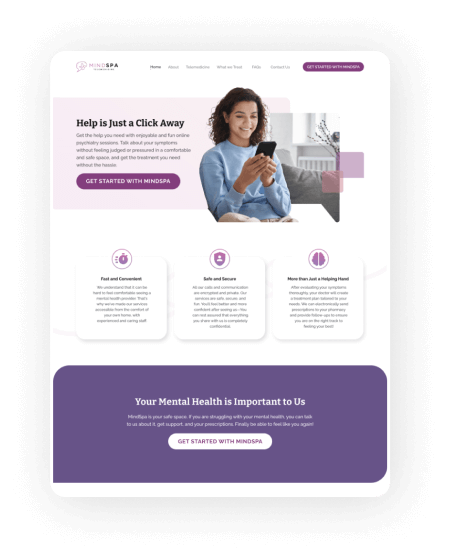 MINDSPA
Home About Telemedicine What we Treat FAQs Contact Us GET STARTED WITH MINDSPA
Help is Just a Click Away
Get the help you need with enjoyable and fun online
psychiatry sessions. Talk about your symptoms
without feeling judged or pressured in a comfortable
and safe space, and get the treatment you need
without the hassle.
GET STARTED WITH MINDSPA
Fast and Convenient
We understand that it can be
hard to feel comfortable seeing a
mental health provider. That's
why we've made our services
accessible from the comfort of
your own home, with
experienced and caring staff.
Safe and Secure
All our calls and communication
are encrypted and private. Our
services are safe, secure, and
fun. You'll feel better and more
confident after seeing us - You
can rest assured that everything
you share with us is completely
confidential.
More than Just a Helping Hand
After evaluating your symptoms
thoroughly, your doctor will create
a treatment plan tailored to your
needs. We can electronically send
prescriptions to your pharmacy
and provide follow-ups to ensure
you are on the right track to
feeling your best!
Your Mental Health is Important to Us
MindSpa is your safe space. If you are struggling with your mental health, you can talk
to us about it, get support, and your prescriptions. Finally be able to feel like you again!
GET STARTED WITH MINDSPA